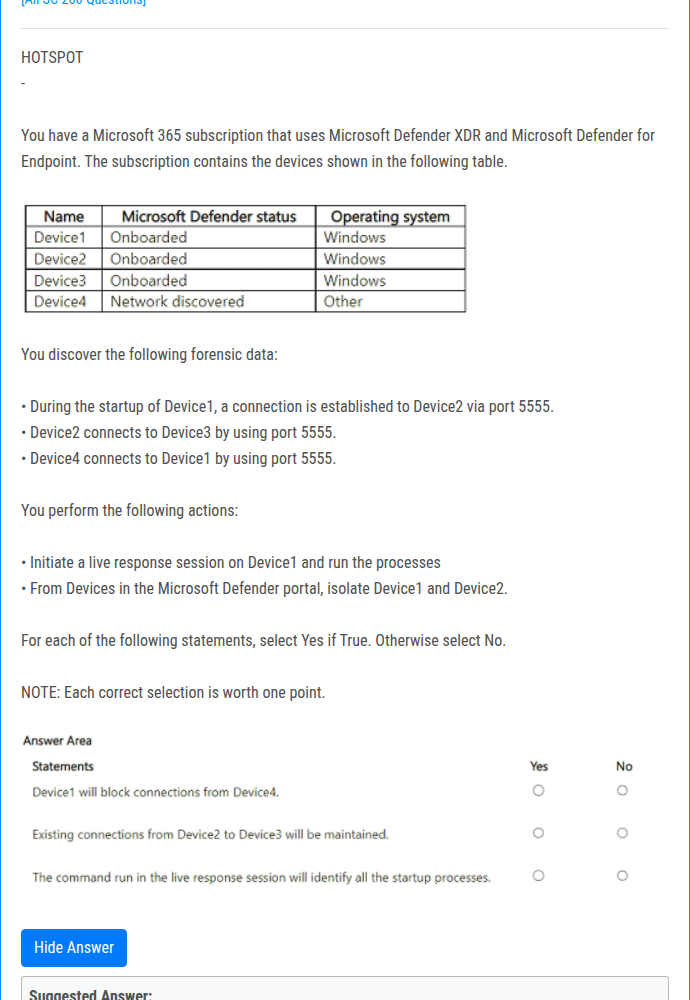 [All SC-200 Questions]
HOTSPOT
-
You have a Microsoft 365 subscription that uses Microsoft Defender XDR and Microsoft Defender for
Endpoint. The subscription contains the devices shown in the following table.
Name Microsoft Defender status Operating system
Device1 Onboarded Windows
Device2 Onboarded Windows
Device3 Onboarded Windows
Device4 Network discovered Other
You discover the following forensic data:
• During the startup of Device1, a connection is established to Device2 via port 5555.
• Device2 connects to Device3 by using port 5555.
• Device4 connects to Device1 by using port 5555.
You perform the following actions:
• Initiate a live response session on Device1 and run the processes
• From Devices in the Microsoft Defender portal, isolate Device1 and Device2.
For each of the following statements, select Yes if True. Otherwise select No.
NOTE: Each correct selection is worth one point.
Answer Area
Statements Yes No
Device1 will block connections from Device4.
Existing connections from Device2 to Device3 will be maintained.
The command run in the live response session will identify all the startup processes.
Hide Answer
Suggested Answer: